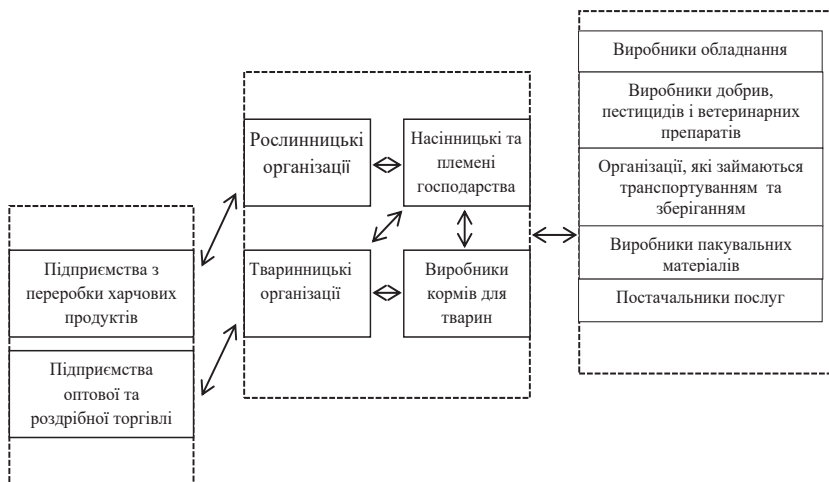 Підприємства з
переробки харчових
продуктів
Підприємства
оптової та
роздрібної торгівлі
Рослинницькі
організації
Насінницькі та
племені
господарства
Тваринницькі
організації
Виробники
кормів для
тварин
Виробники обладнання
Виробники добрив,
пестицидів і ветеринарних
препаратів
Організації, які займаються
транспортуванням та
зберіганням
Виробники пакувальних
матеріалів
Постачальники послуг